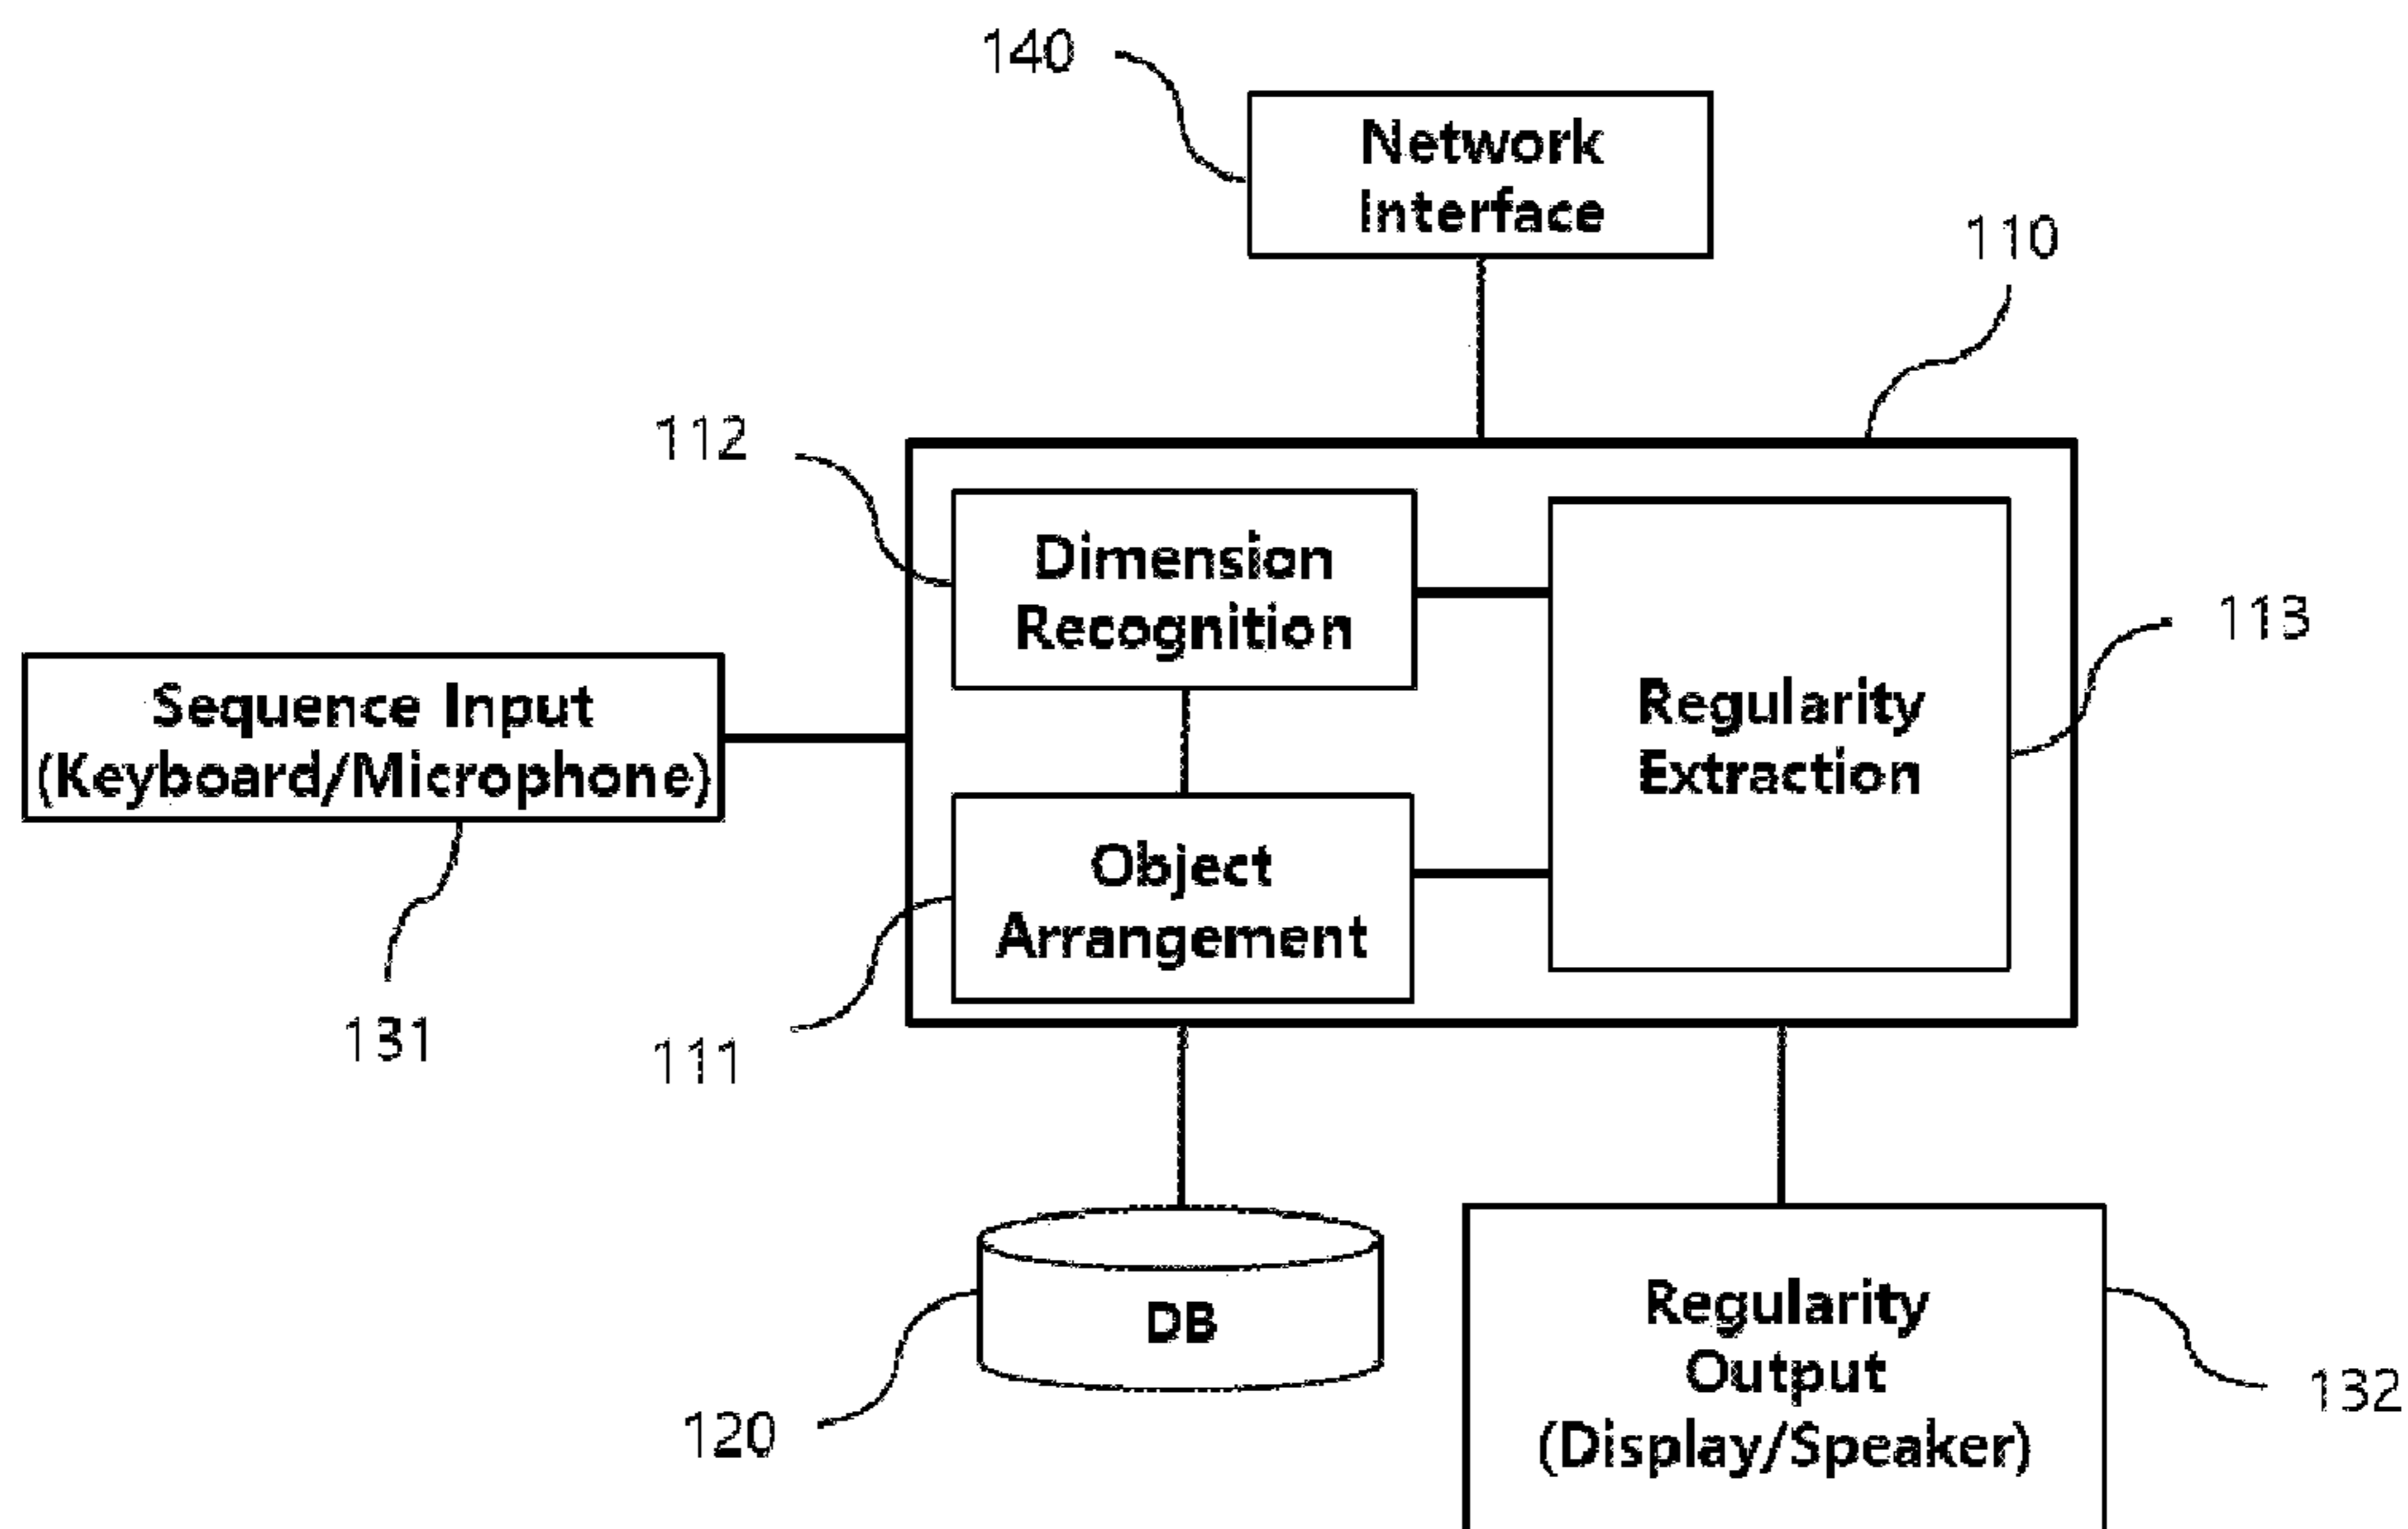 140
Network
Interface
110
112
Dimension
Recognition
113
Regularity
Extraction
Sequence Input
(Keyboard/Microphone)
Object
Arrangement
131
111
DB
120
Regularity
Output
(Display/Speaker)
132